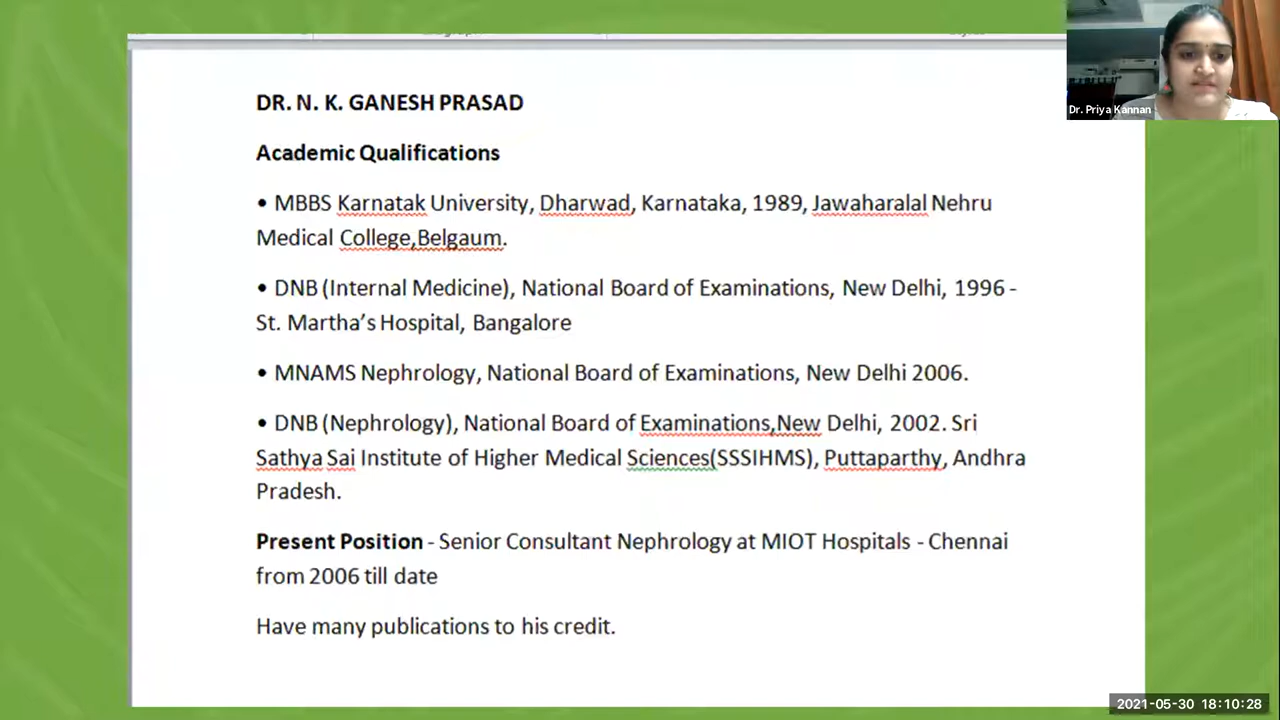 Dr. Priya Kannan
DR. N. K. GANESH PRASAD
Academic Qualifications
• MBBS Karnatak University, Dharwad, Karnataka, 1989, Jawaharalal Nehru
Medical College,Belgaum.
• DNB (Internal Medicine), National Board of Examinations, New Delhi, 1996 -
St. Martha's Hospital, Bangalore
• MNAMS Nephrology, National Board of Examinations, New Delhi 2006.
• DNB (Nephrology), National Board of Examinations,New Delhi, 2002. Sri
Sathya Sai Institute of Higher Medical Sciences(SSSIHMS), Puttaparthy, Andhra
Pradesh.
Present Position - Senior Consultant Nephrology at MIOT Hospitals - Chennai
from 2006 till date
Have many publications to his credit.
2021-05-30 18:10:28